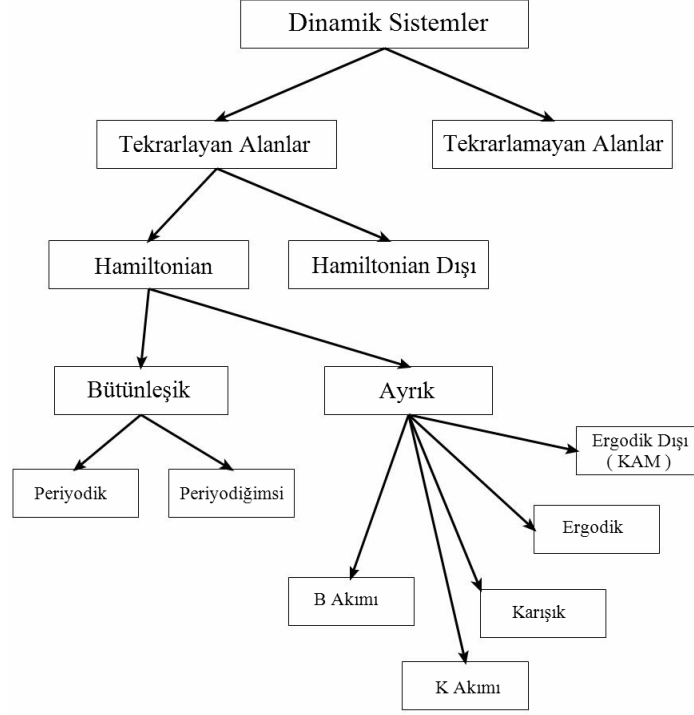 Dinamik Sistemler
Tekrarlayan Alanlar
Tekrarlamayan Alanlar
Hamiltonian
Hamiltonian Dışı
Bütünleşik
Ayrık
Periyodik
Periyodiğimsi
Ergodik Dışı
( KAM )
Ergodik
B Akımı
Karışık
K Akımı